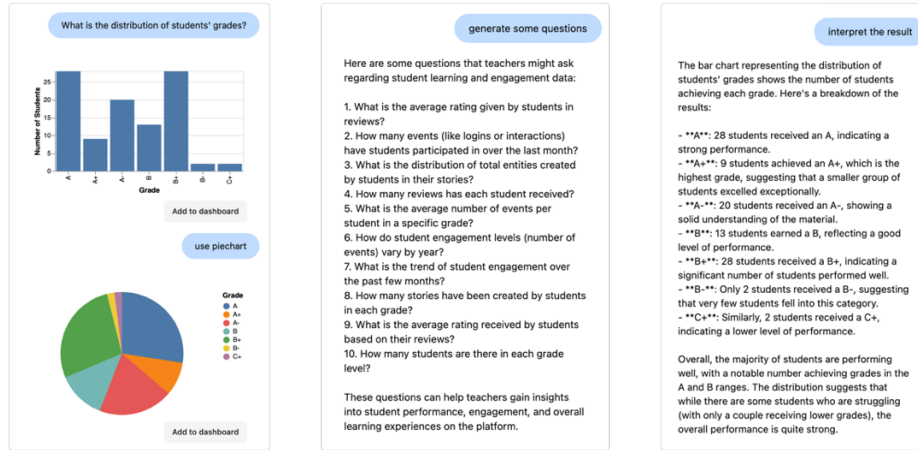 What is the distribution of students' grades?
Number of Students
25
20
15
10
5
0
A
A+
A-
B
B+
B-
C+
Grade
Add to dashboard
use piechart
Grade
A
A+
A-
B
B+
B-
C+
Add to dashboard
generate some questions
Here are some questions that teachers might ask
regarding student learning and engagement data:
1. What is the average rating given by students in
reviews?
2. How many events (like logins or interactions)
have students participated in over the last month?
3. What is the distribution of total entities created
by students in their stories?
4. How many reviews has each student received?
5. What is the average number of events per
student in a specific grade?
6. How do student engagement levels (number of
events) vary by year?
7. What is the trend of student engagement over
the past few months?
8. How many stories have been created by students
in each grade?
9. What is the average rating received by students
based on their reviews?
10. How many students are there in each grade
level?
These questions can help teachers gain insights
into student performance, engagement, and overall
learning experiences on the platform.
interpret the result
The bar chart representing the distribution of
students' grades shows the number of students
achieving each grade. Here's a breakdown of the
results:
- **A**: 28 students received an A, indicating a
strong performance.
- **A+**: 9 students achieved an A+, which is the
highest grade, suggesting that a smaller group of
students excelled exceptionally.
- **A-**: 20 students received an A-, showing a
solid understanding of the material.
- **B**: 13 students earned a B, reflecting a good
level of performance.
- **B+**: 28 students received a B+, indicating a
significant number of students performed well.
- **B-**: Only 2 students received a B-, suggesting
that very few students fell into this category.
- **C+**: Similarly, 2 students received a C+,
indicating a lower level of performance.
Overall, the majority of students are performing
well, with a notable number achieving grades in the
A and B ranges. The distribution suggests that
while there are some students who are struggling
(with only a couple receiving lower grades), the
overall performance is quite strong.